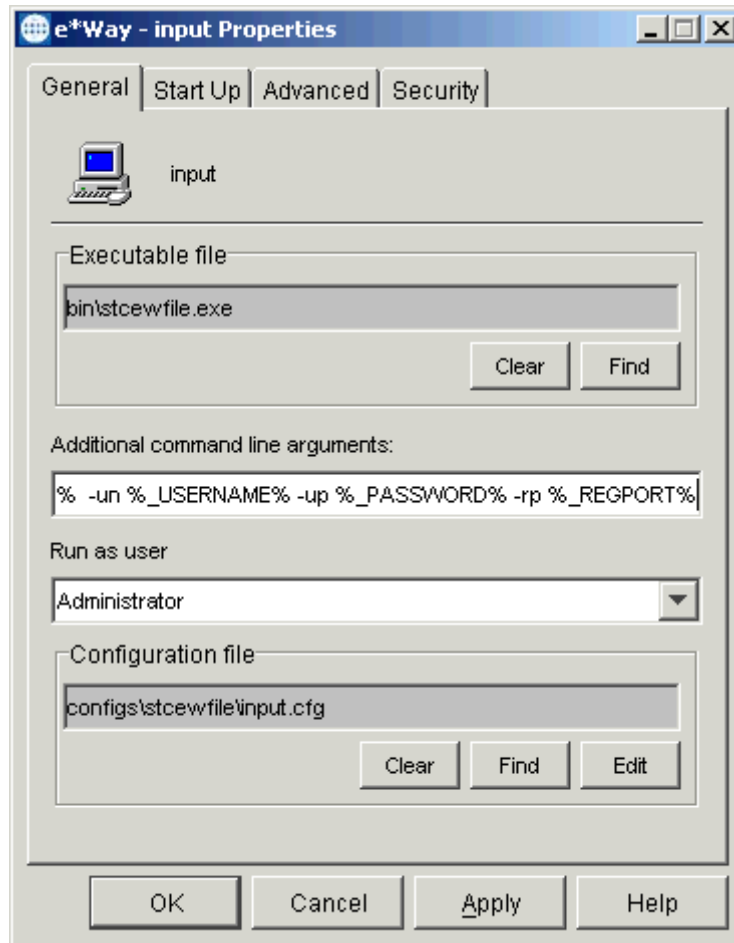 e*Way - input Properties
General Start Up Advanced Security
input
Executable file
bin\stcewfile.exe
Clear Find
Additional command line arguments:
% -un %_USERNAME% -up %_PASSWORD% -rp %_REGPORT%
Run as user
Administrator
Configuration file
configs\stcewfile\input.cfg
Clear Find Edit
OK Cancel Apply Help